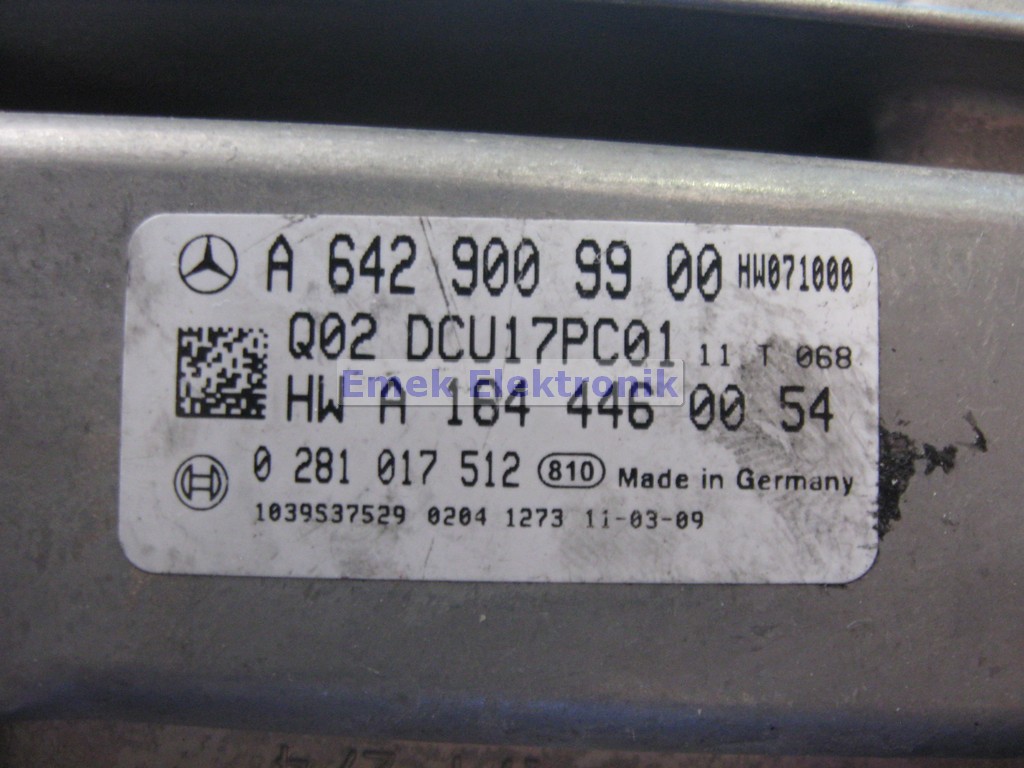 A 642 900 99 00 HW071000
Q02 DCU17PC01 11 T 068
Emek Elektronik
HW A 164 446 00 54
0 281 017 512 810 Made in Germany
1039S37529 0204 1273 11-03-09